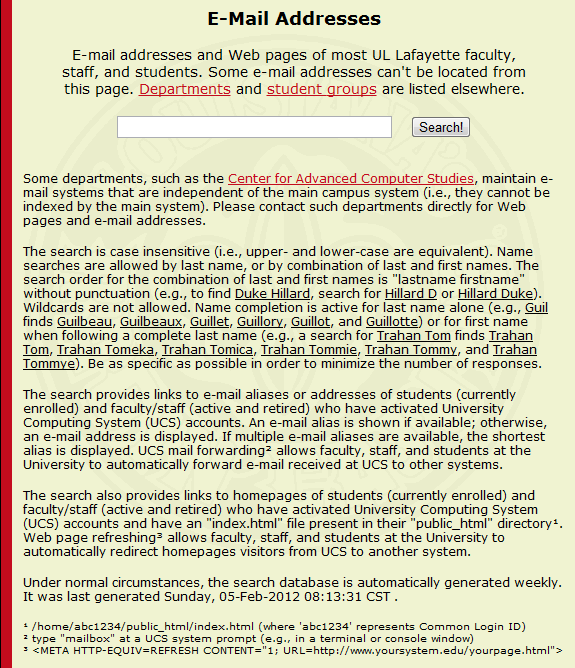 E-Mail Addresses
E-mail addresses and Web pages of most UL Lafayette faculty,
staff, and students. Some e-mail addresses can't be located from
this page. Departments and student groups are listed elsewhere.
Search!
Some departments, such as the Center for Advanced Computer Studies, maintain e-
mail systems that are independent of the main campus system (i.e., they cannot be
indexed by the main system). Please contact such departments directly for Web
pages and e-mail addresses.
The search is case insensitive (i.e., upper- and lower-case are equivalent). Name
searches are allowed by last name, or by combination of last and first names. The
search order for the combination of last and first names is "lastname firstname"
without punctuation (e.g., to find Duke Hillard, search for Hillard D or Hillard Duke).
Wildcards are not allowed. Name completion is active for last name alone (e.g., Guil
finds Guilbeau, Guilbeaux, Guillet, Guillory, Guillot, and Guillotte) or for first name
when following a complete last name (e.g., a search for Trahan Tom finds Trahan
Tom, Trahan Tomeka, Trahan Tomica, Trahan Tommie, Trahan Tommy, and Trahan
Tommye). Be as specific as possible in order to minimize the number of responses.
The search provides links to e-mail aliases or addresses of students (currently
enrolled) and faculty/staff (active and retired) who have activated University
Computing System (UCS) accounts. An e-mail alias is shown if available; otherwise,
an e-mail address is displayed. If multiple e-mail aliases are available, the shortest
alias is displayed. UCS mail forwarding² allows faculty, staff, and students at the
University to automatically forward e-mail received at UCS to other systems.
The search also provides links to homepages of students (currently enrolled) and
faculty/staff (active and retired) who have activated University Computing System
(UCS) accounts and have an "index.html" file present in their "public_html" directory¹.
Web page refreshing³ allows faculty, staff, and students at the University to
automatically redirect homepages visitors from UCS to another system.
Under normal circumstances, the search database is automatically generated weekly.
It was last generated Sunday, 05-Feb-2012 08:13:31 CST .
¹ /home/abc1234/public_html/index.html (where 'abc1234' represents Common Login ID)
² type "mailbox" at a UCS system prompt (e.g., in a terminal or console window)
³ <META HTTP-EQUIV=REFRESH CONTENT="1; URL=http://www.yoursystem.edu/yourpage.html">